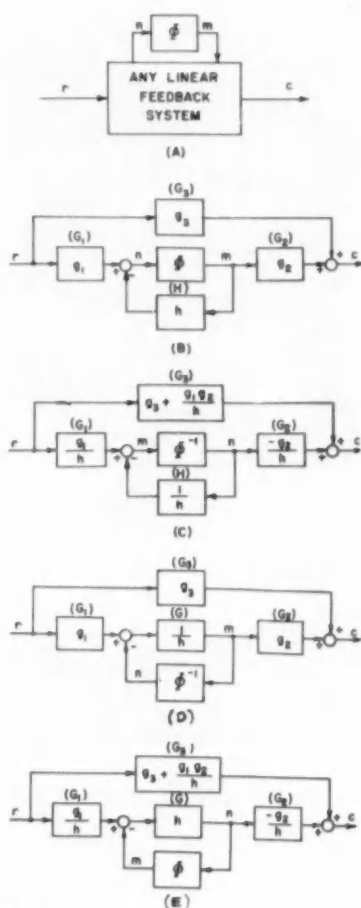 n ϕ m
r ANY LINEAR FEEDBACK SYSTEM c
(A)
(G₃)
g₃
(G₁) (G₂)
r g₁ + − n ϕ m g₂ + + c
(H)
h
(B)
(G₃)
g₃ + g₁g₂/h
(G₁) (G₂)
r g₁/h + − m ϕ⁻¹ n −g₂/h + + c
(H)
1/h
(C)
(G₃)
g₃
(G₁) (G) (G₂)
r g₁ + − 1/h m g₂ + + c
n ϕ⁻¹
(D)
(G₃)
g₃ + g₁g₂/h
(G₁) (G) (G₂)
r g₁/h + − h n −g₂/h + + c
m ϕ
(E)